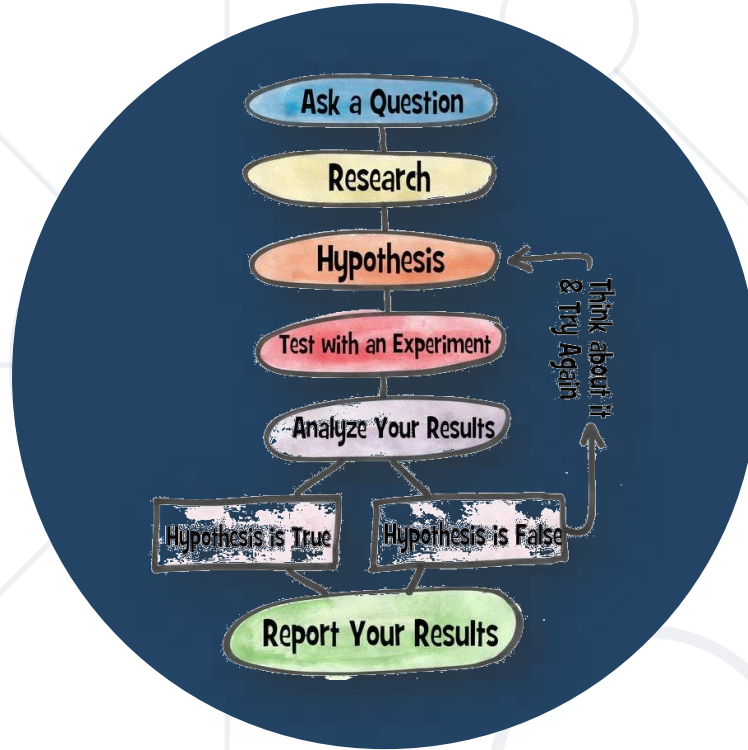 Ask a Question
Research
Hypothesis
Think about it
& Try Again
Test with an Experiment
Analyze Your Results
Hypothesis is True
Hypothesis is False
Report Your Results